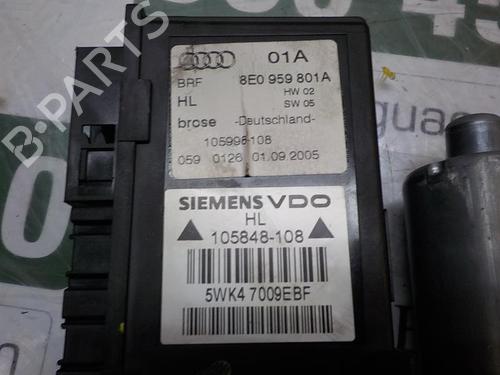 01A
BRF 8E0 959 801A
HL HW 02
SW 05
brose -Deutschland-
105996-108
059 0126 01.09.2005
SIEMENS VDO
HL
105848-108
5WK4 7009EBF